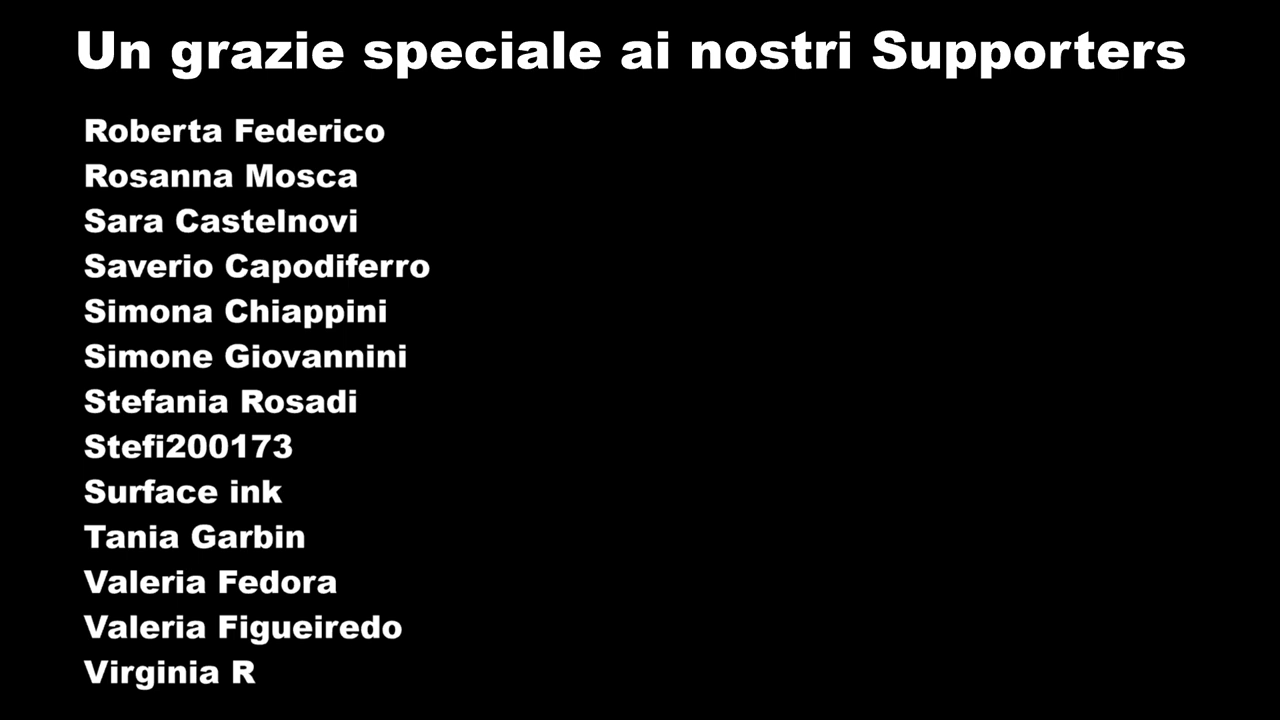 Un grazie speciale ai nostri Supporters
Roberta Federico
Rosanna Mosca
Sara Castelnovi
Saverio Capodiferro
Simona Chiappini
Simone Giovannini
Stefania Rosadi
Stefi200173
Surface ink
Tania Garbin
Valeria Fedora
Valeria Figueiredo
Virginia R